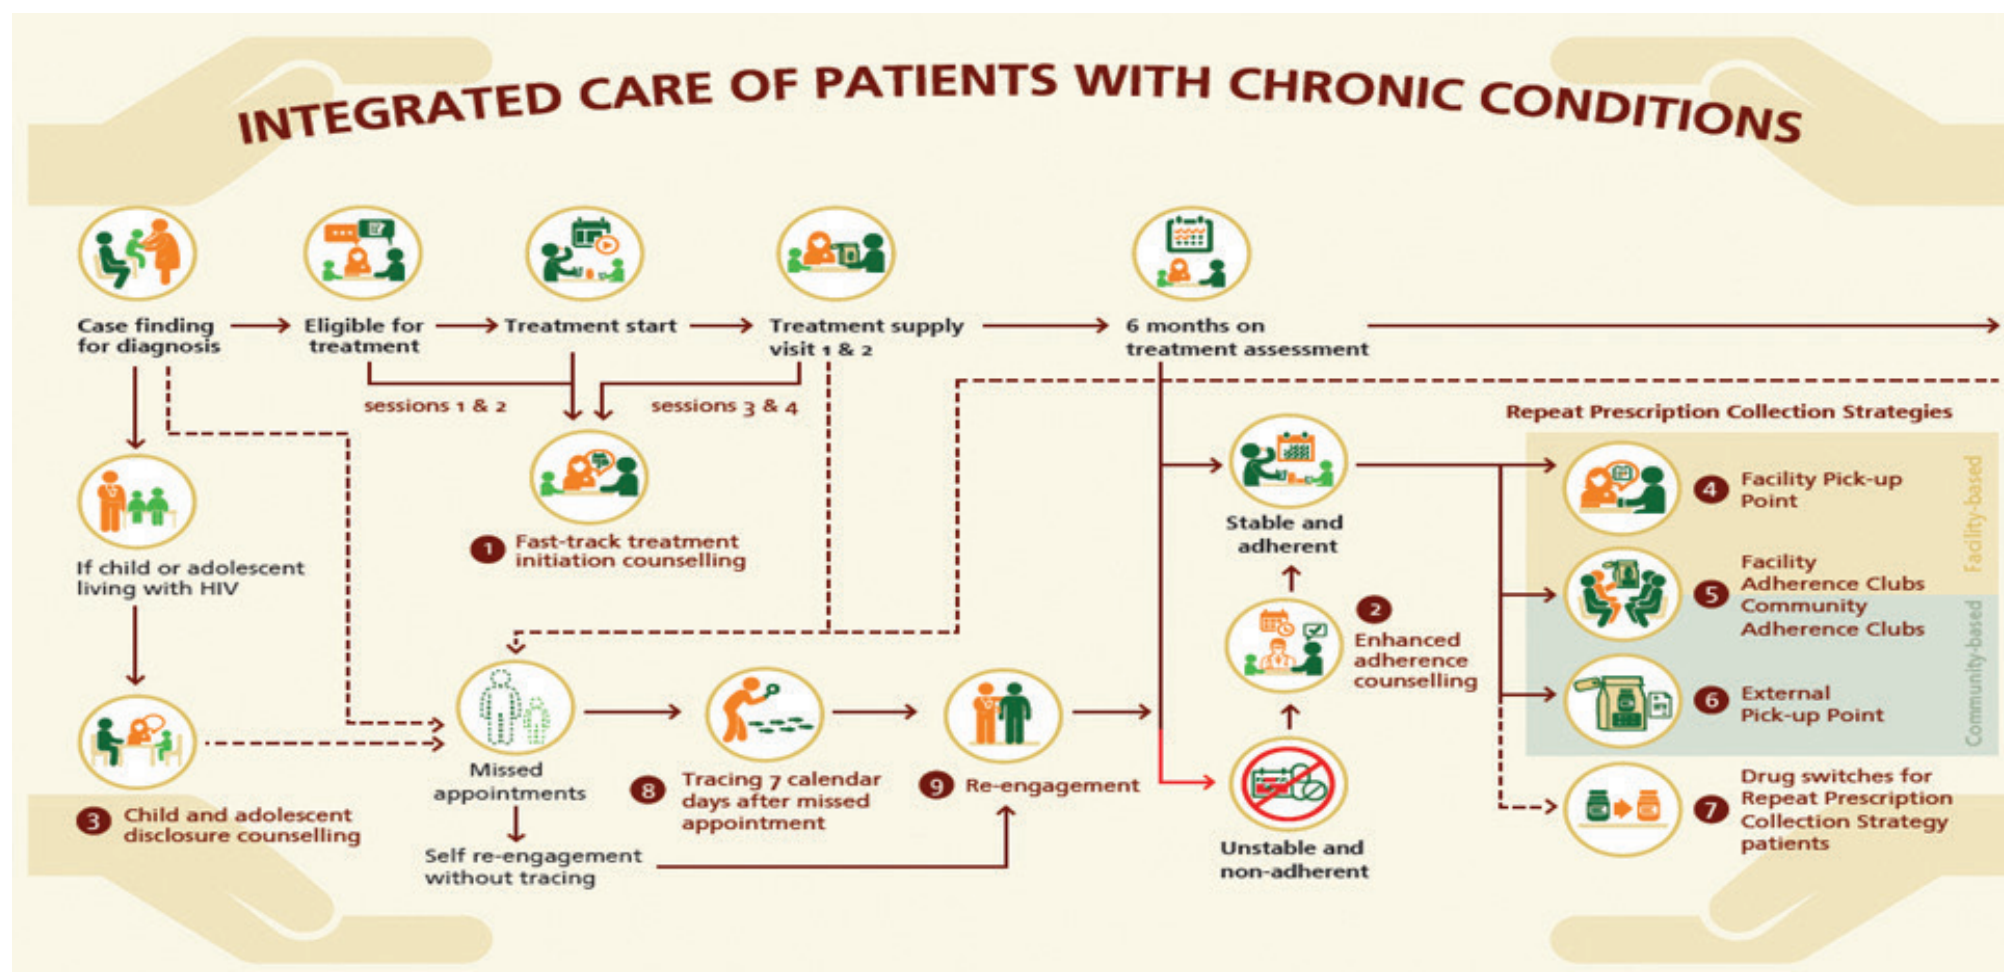 INTEGRATED CARE OF PATIENTS WITH CHRONIC CONDITIONS
Case finding
for diagnosis
Eligible for
treatment
Treatment start
Treatment supply
visit 1 & 2
6 months on
treatment assessment
sessions 1 & 2
sessions 3 & 4
1
Fast-track treatment
initiation counselling
If child or adolescent
living with HIV
3
Child and adolescent
disclosure counselling
Missed
appointments
Self re-engagement
without tracing
8
Tracing 7 calendar
days after missed
appointment
9
Re-engagement
Stable and
adherent
2
Enhanced
adherence
counselling
Unstable and
non-adherent
Repeat Prescription Collection Strategies
4
Facility Pick-up
Point
5
Facility
Adherence Clubs
Community
Adherence Clubs
6
External
Pick-up Point
7
Drug switches for
Repeat Prescription
Collection Strategy
patients
Facility-based
Community-based